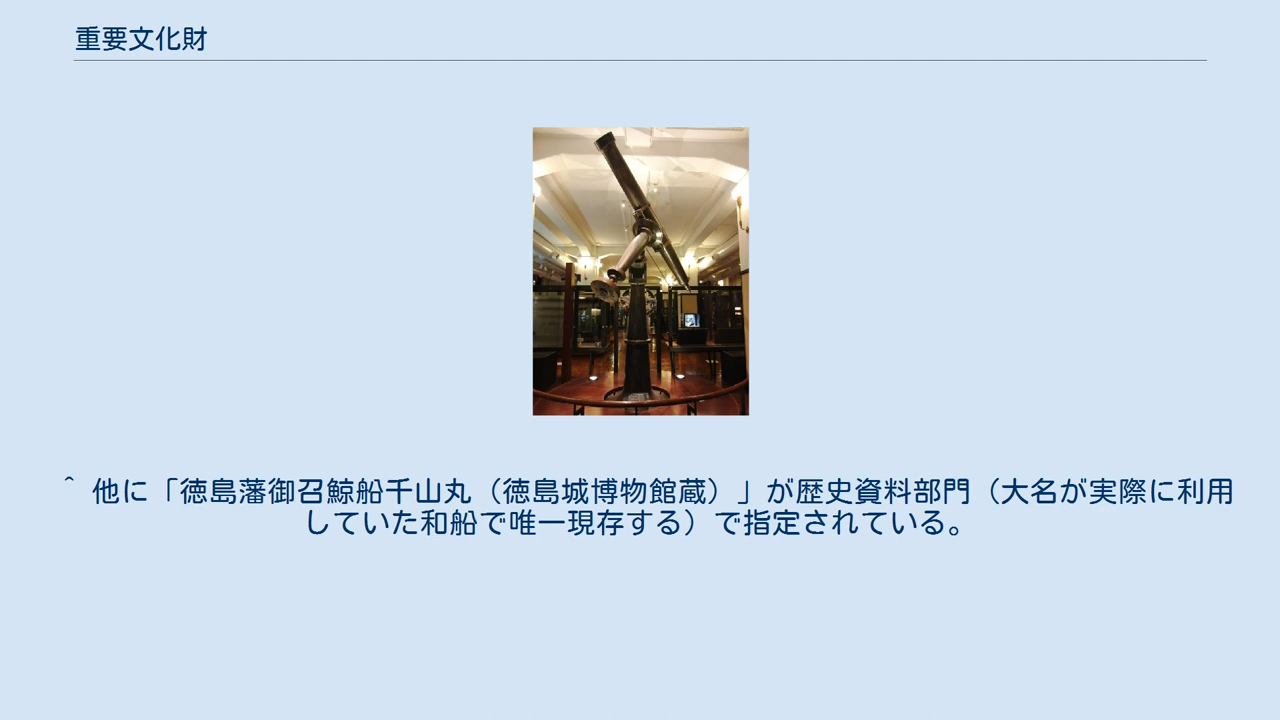 重要文化財
^ 他に「徳島藩御召鯨船千山丸（徳島城博物館蔵）」が歴史資料部門（大名が実際に利用
していた和船で唯一現存する）で指定されている。